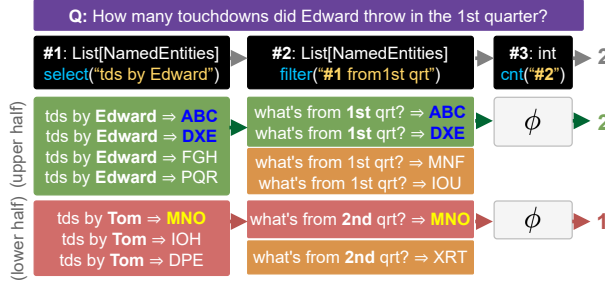 Q: How many touchdowns did Edward throw in the 1st quarter?
#1: List[NamedEntities]
select(“tds by Edward”)
#2: List[NamedEntities]
filter(“#1 from1st qrt”)
#3: int
cnt(“#2”)
2
(upper half)
tds by Edward ⇒ ABC
tds by Edward ⇒ DXE
tds by Edward ⇒ FGH
tds by Edward ⇒ PQR
what's from 1st qrt? ⇒ ABC
what's from 1st qrt? ⇒ DXE
what's from 1st qrt? ⇒ MNF
what's from 1st qrt? ⇒ IOU
ϕ
2
(lower half)
tds by Tom ⇒ MNO
tds by Tom ⇒ IOH
tds by Tom ⇒ DPE
what's from 2nd qrt? ⇒ MNO
what's from 2nd qrt? ⇒ XRT
ϕ
1